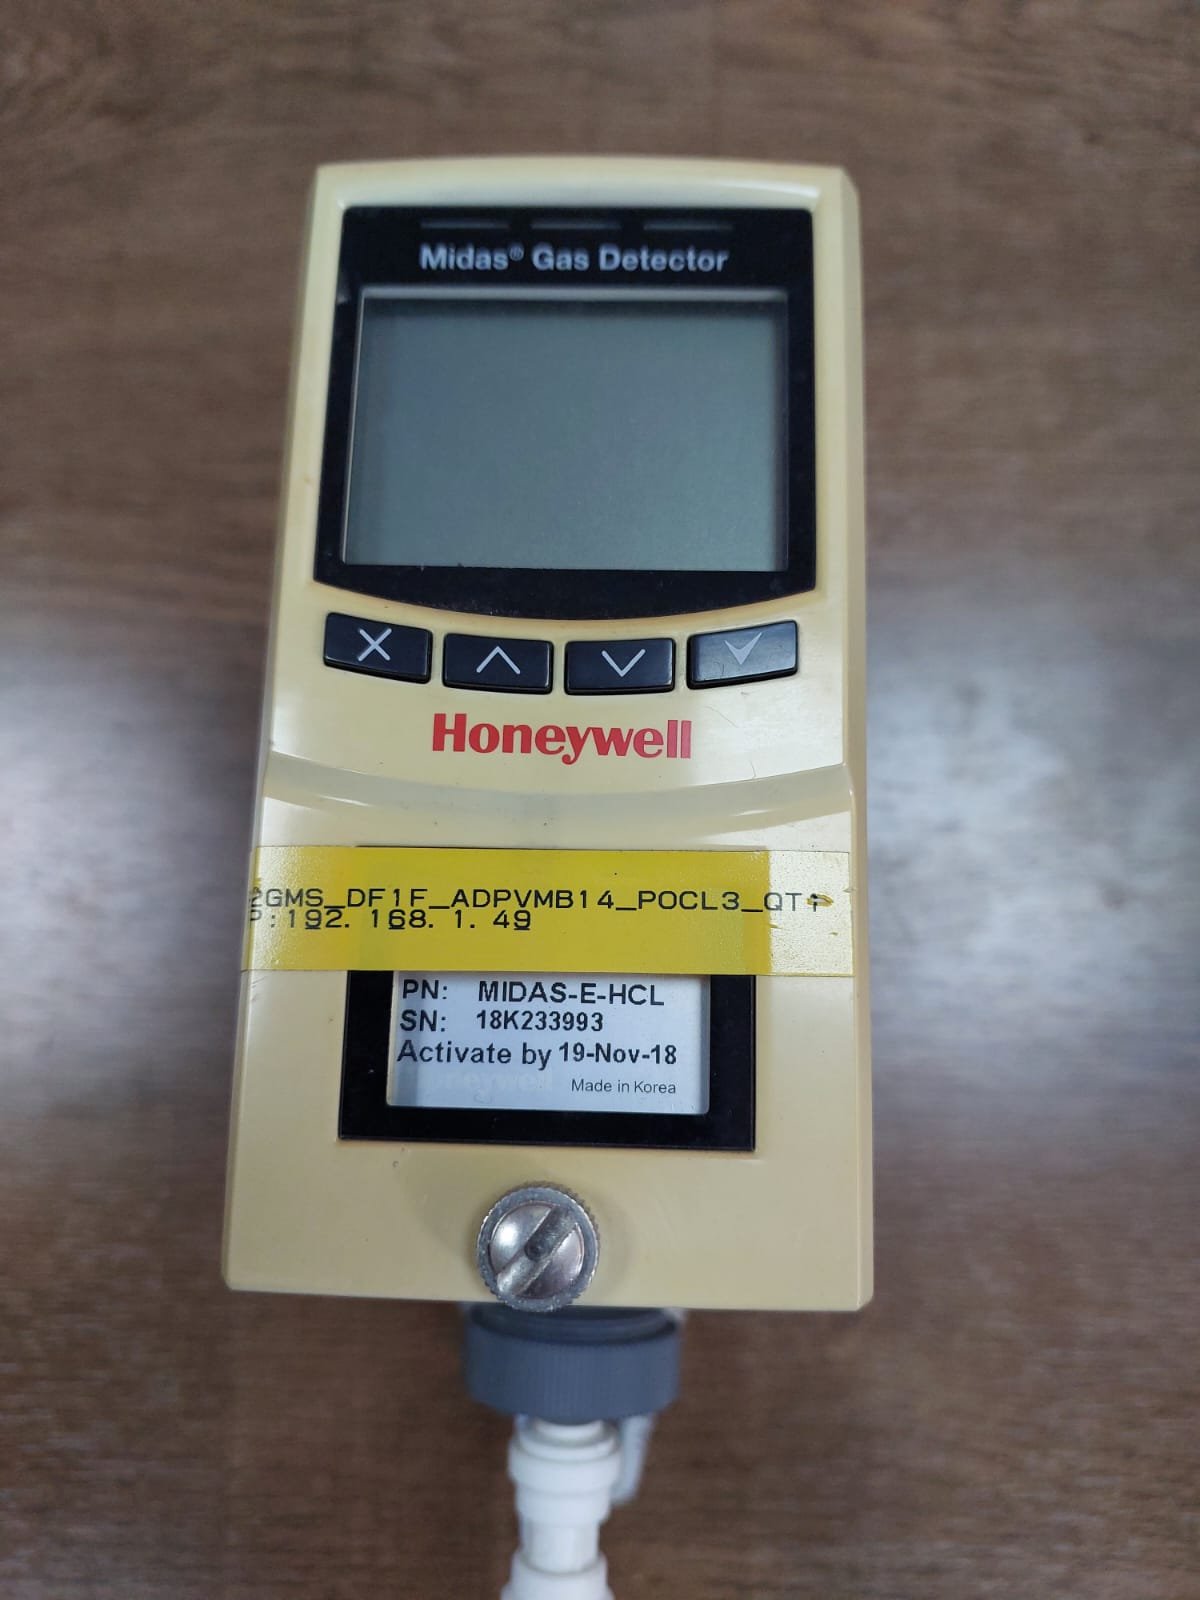 Midas® Gas Detector
Honeywell
2GMS_DF1F_ADPVMB14_POCL3_QT
P:192.168.1.49
PN: MIDAS-E-HCL
SN: 18K233993
Activate by 19-Nov-18
Made in Korea